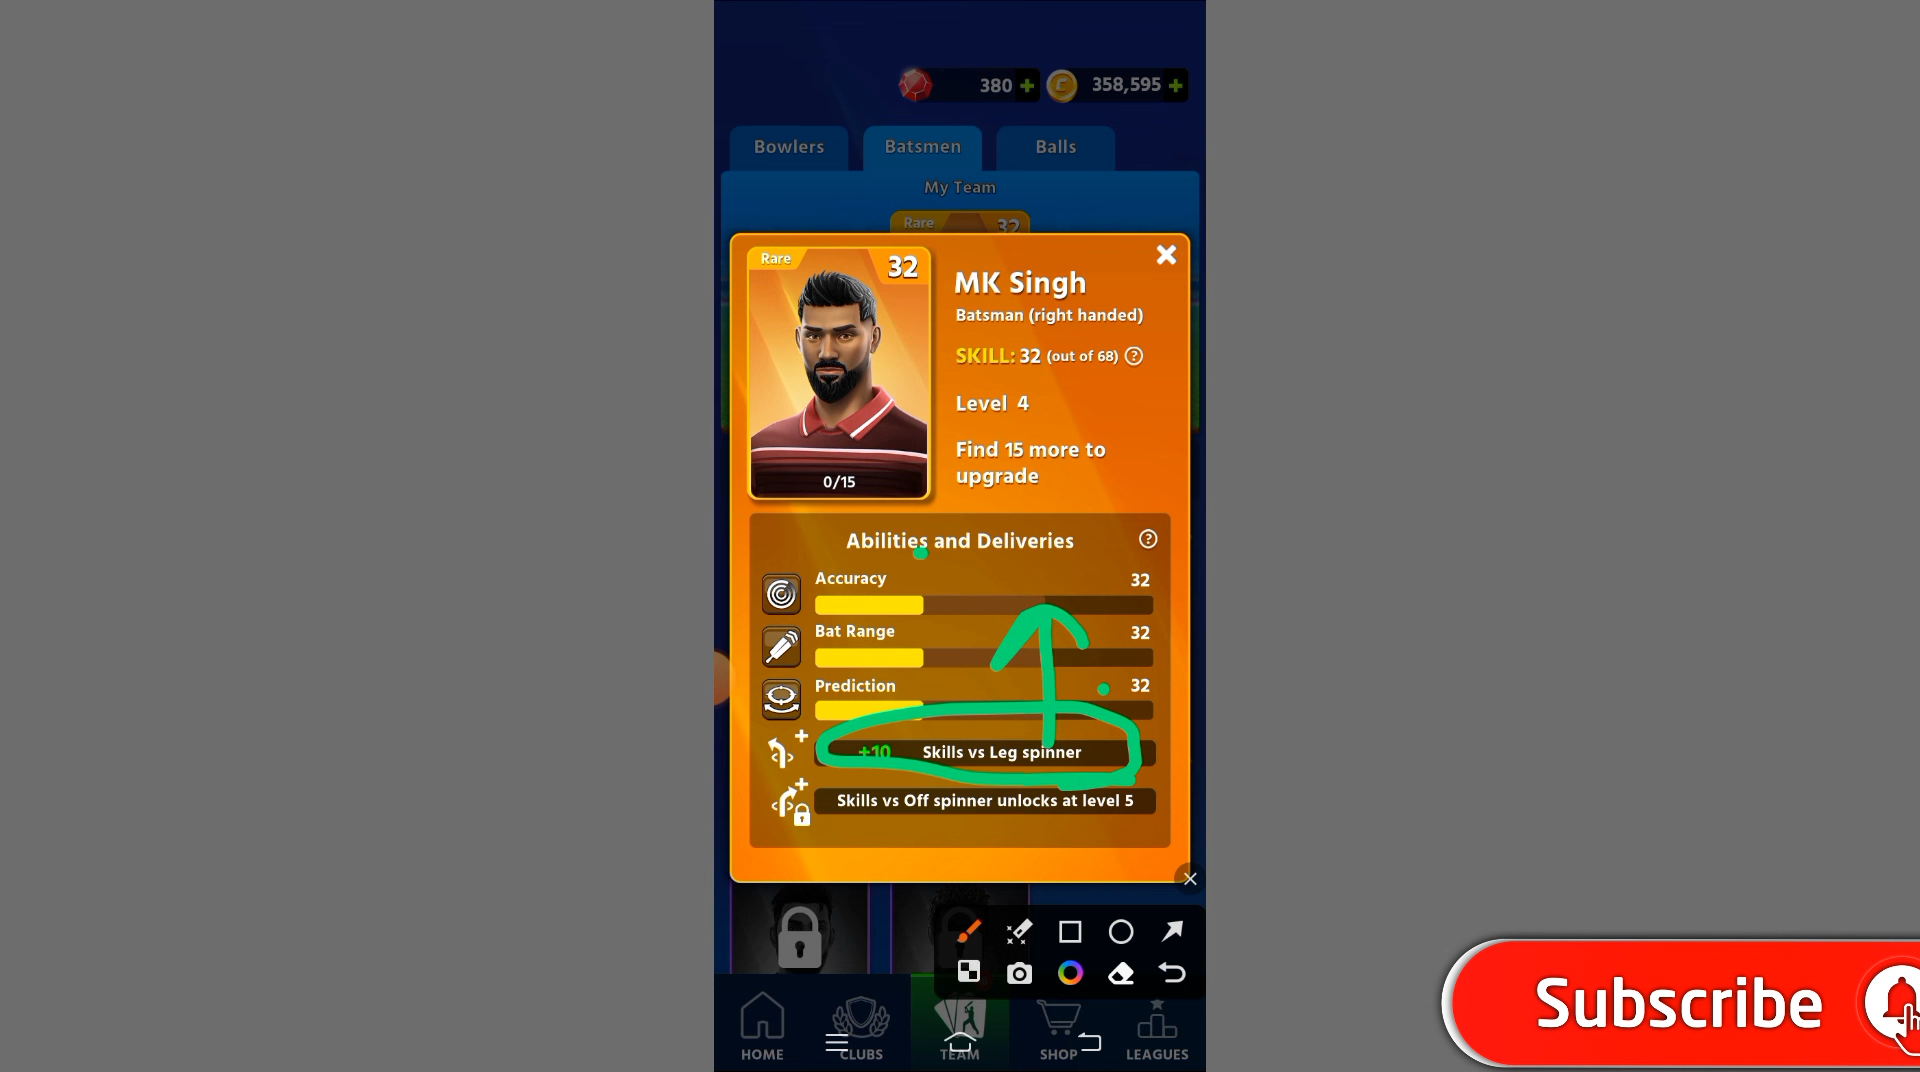 380
358,595
Bowlers
Batsmen
Balls
My Team
Rare 32
Rare 32
MK Singh
Batsman (right handed)
SKILL: 32 (out of 68) ?
Level 4
Find 15 more to
upgrade
0/15
Abilities and Deliveries ?
Accuracy 32
Bat Range 32
Prediction 32
+10 Skills vs Leg spinner
Skills vs Off spinner unlocks at level 5
HOME
CLUBS
TEAM
SHOP
LEAGUES
Subscribe